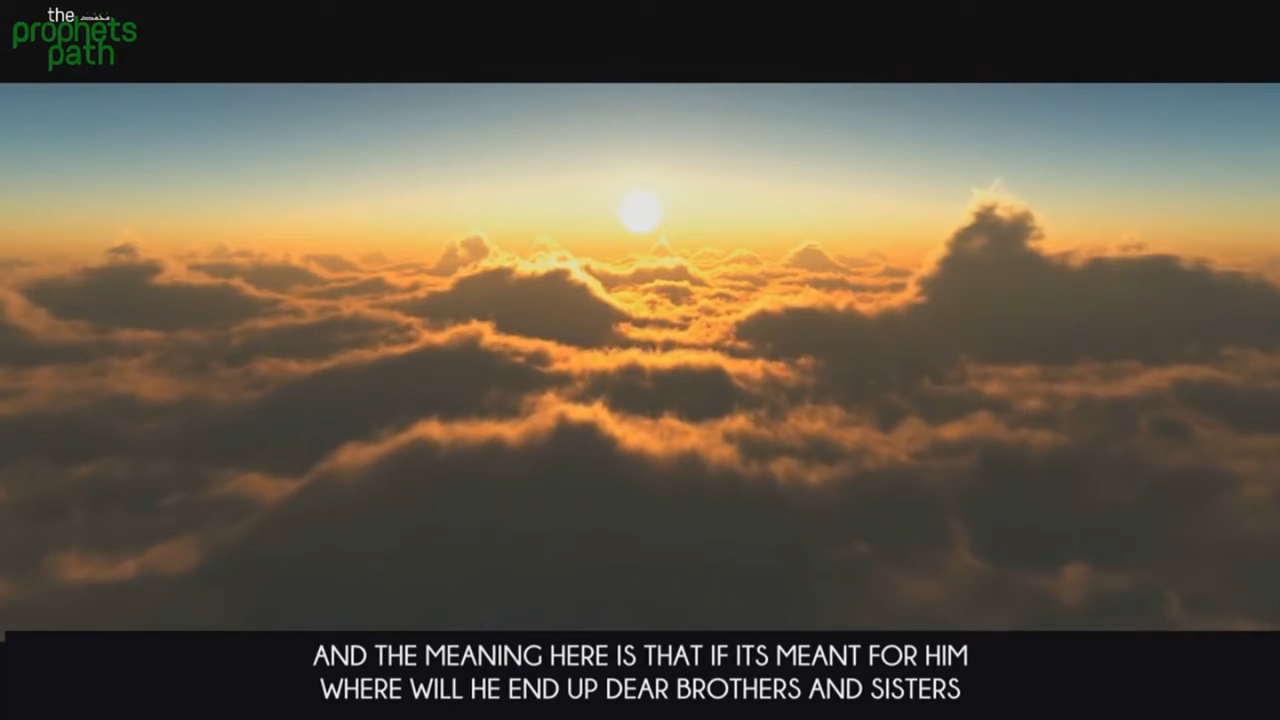 the
prophets
path
AND THE MEANING HERE IS THAT IF ITS MEANT FOR HIM
WHERE WILL HE END UP DEAR BROTHERS AND SISTERS